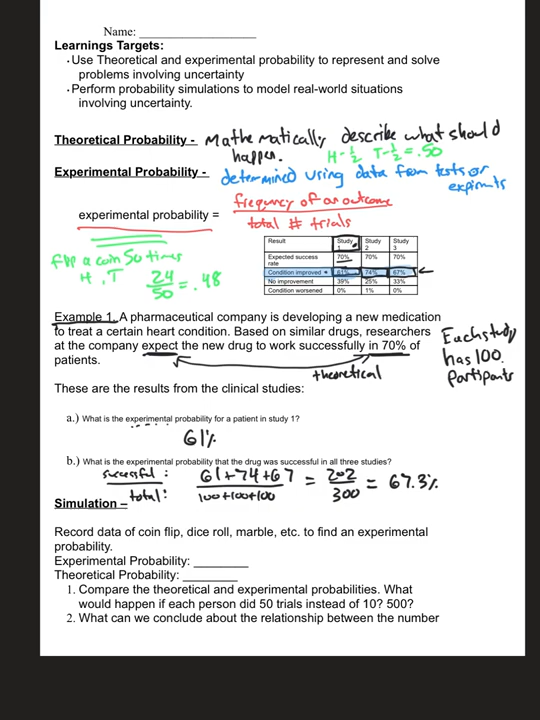 Name: ____________________
Learnings Targets:
· Use Theoretical and experimental probability to represent and solve
problems involving uncertainty
· Perform probability simulations to model real-world situations
involving uncertainty.
Theoretical Probability - Mathematically describe what should
happen. H-1/2 T-1/2 = .50
Experimental Probability - determined using data from tests or
expirimts
experimental probability = frequency of an outcome
total # trials
flip a coin 50 times
H, T 24/50 = .48
Result Study 1 Study 2 Study 3
Expected success rate 70% 70% 70%
Condition improved 61% 74% 67%
No improvement 39% 25% 33%
Condition worsened 0% 1% 0%
Example 1. A pharmaceutical company is developing a new medication
to treat a certain heart condition. Based on similar drugs, researchers
at the company expect the new drug to work successfully in 70% of
patients.
theoretical
Each study
has 100
Partipants
These are the results from the clinical studies:
a.) What is the experimental probability for a patient in study 1?
61%
b.) What is the experimental probability that the drug was successful in all three studies?
successful : 61+74+67 = 202 = 67.3%
total: 100+100+100 300
Simulation –
Record data of coin flip, dice roll, marble, etc. to find an experimental
probability.
Experimental Probability: ________
Theoretical Probability: ________
1. Compare the theoretical and experimental probabilities. What
would happen if each person did 50 trials instead of 10? 500?
2. What can we conclude about the relationship between the number